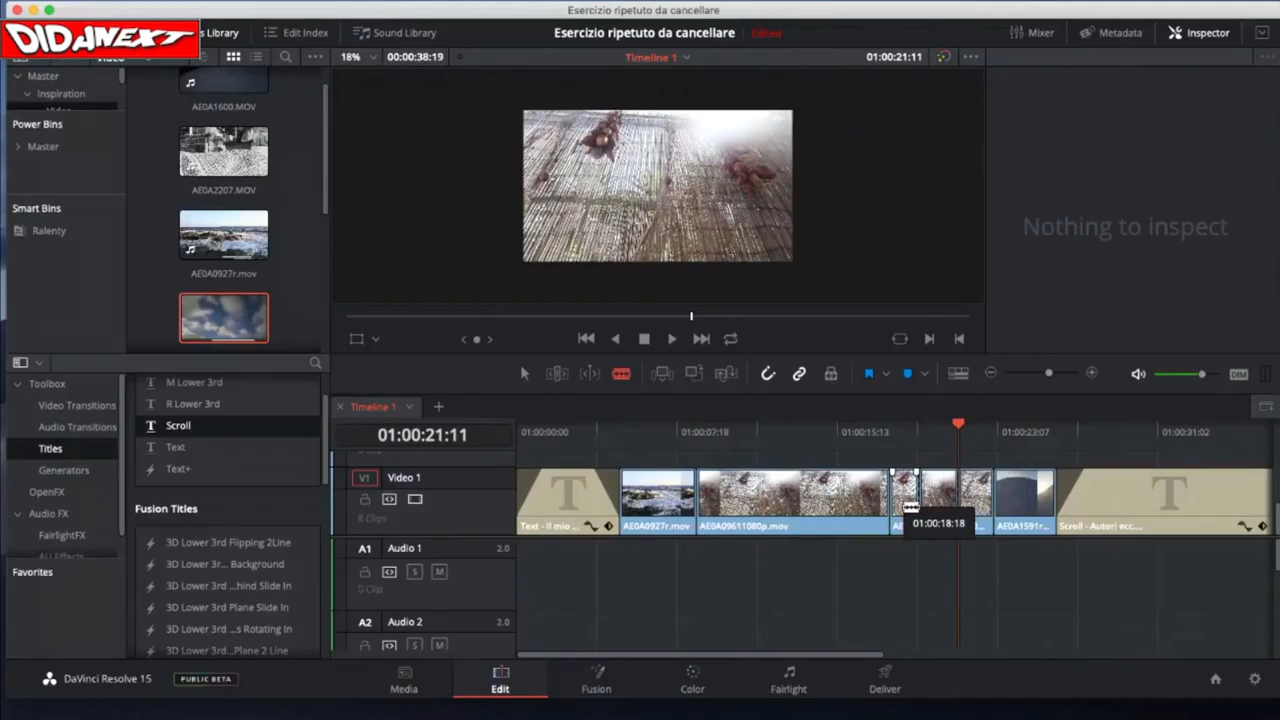 Esercizio ripetuto da cancellare
DIDANEXT
s Library
Edit Index
Sound Library
Esercizio ripetuto da cancellare
Edited
Mixer
Metadata
Inspector
18%
00:00:38:19
Timeline 1
01:00:21:11
Master
Inspiration
Power Bins
Master
Smart Bins
Ralenty
AE0A1600.MOV
AE0A2207.MOV
AE0A0927r.mov
Nothing to inspect
Toolbox
Video Transitions
Audio Transitions
Titles
Generators
OpenFX
Audio FX
FairlightFX
AU Effects
Favorites
M Lower 3rd
R Lower 3rd
Scroll
Text
Text+
Fusion Titles
3D Lower 3rd Flipping 2Line
3D Lower 3r... Background
3D Lower 3rd ...hind Slide In
3D Lower 3rd Plane Slide In
3D Lower 3rd ...s Rotating In
3D Lower 3rd...Plane 2 Line
DIM
Timeline 1
01:00:21:11
01:00:00:00
01:00:07:18
01:00:15:13
01:00:23:07
01:00:31:02
V1
Video 1
8 Clips
T
Text - Il mio ...
AE0A0927r.mov
AE0A09611080p.mov
01:00:18:18
AE0A1591r...
T
Scroll - Autori ecc....
A1
Audio 1
2.0
S
M
0 Clip
A2
Audio 2
2.0
S
M
DaVinci Resolve 15
PUBLIC BETA
Media
Edit
Fusion
Color
Fairlight
Deliver